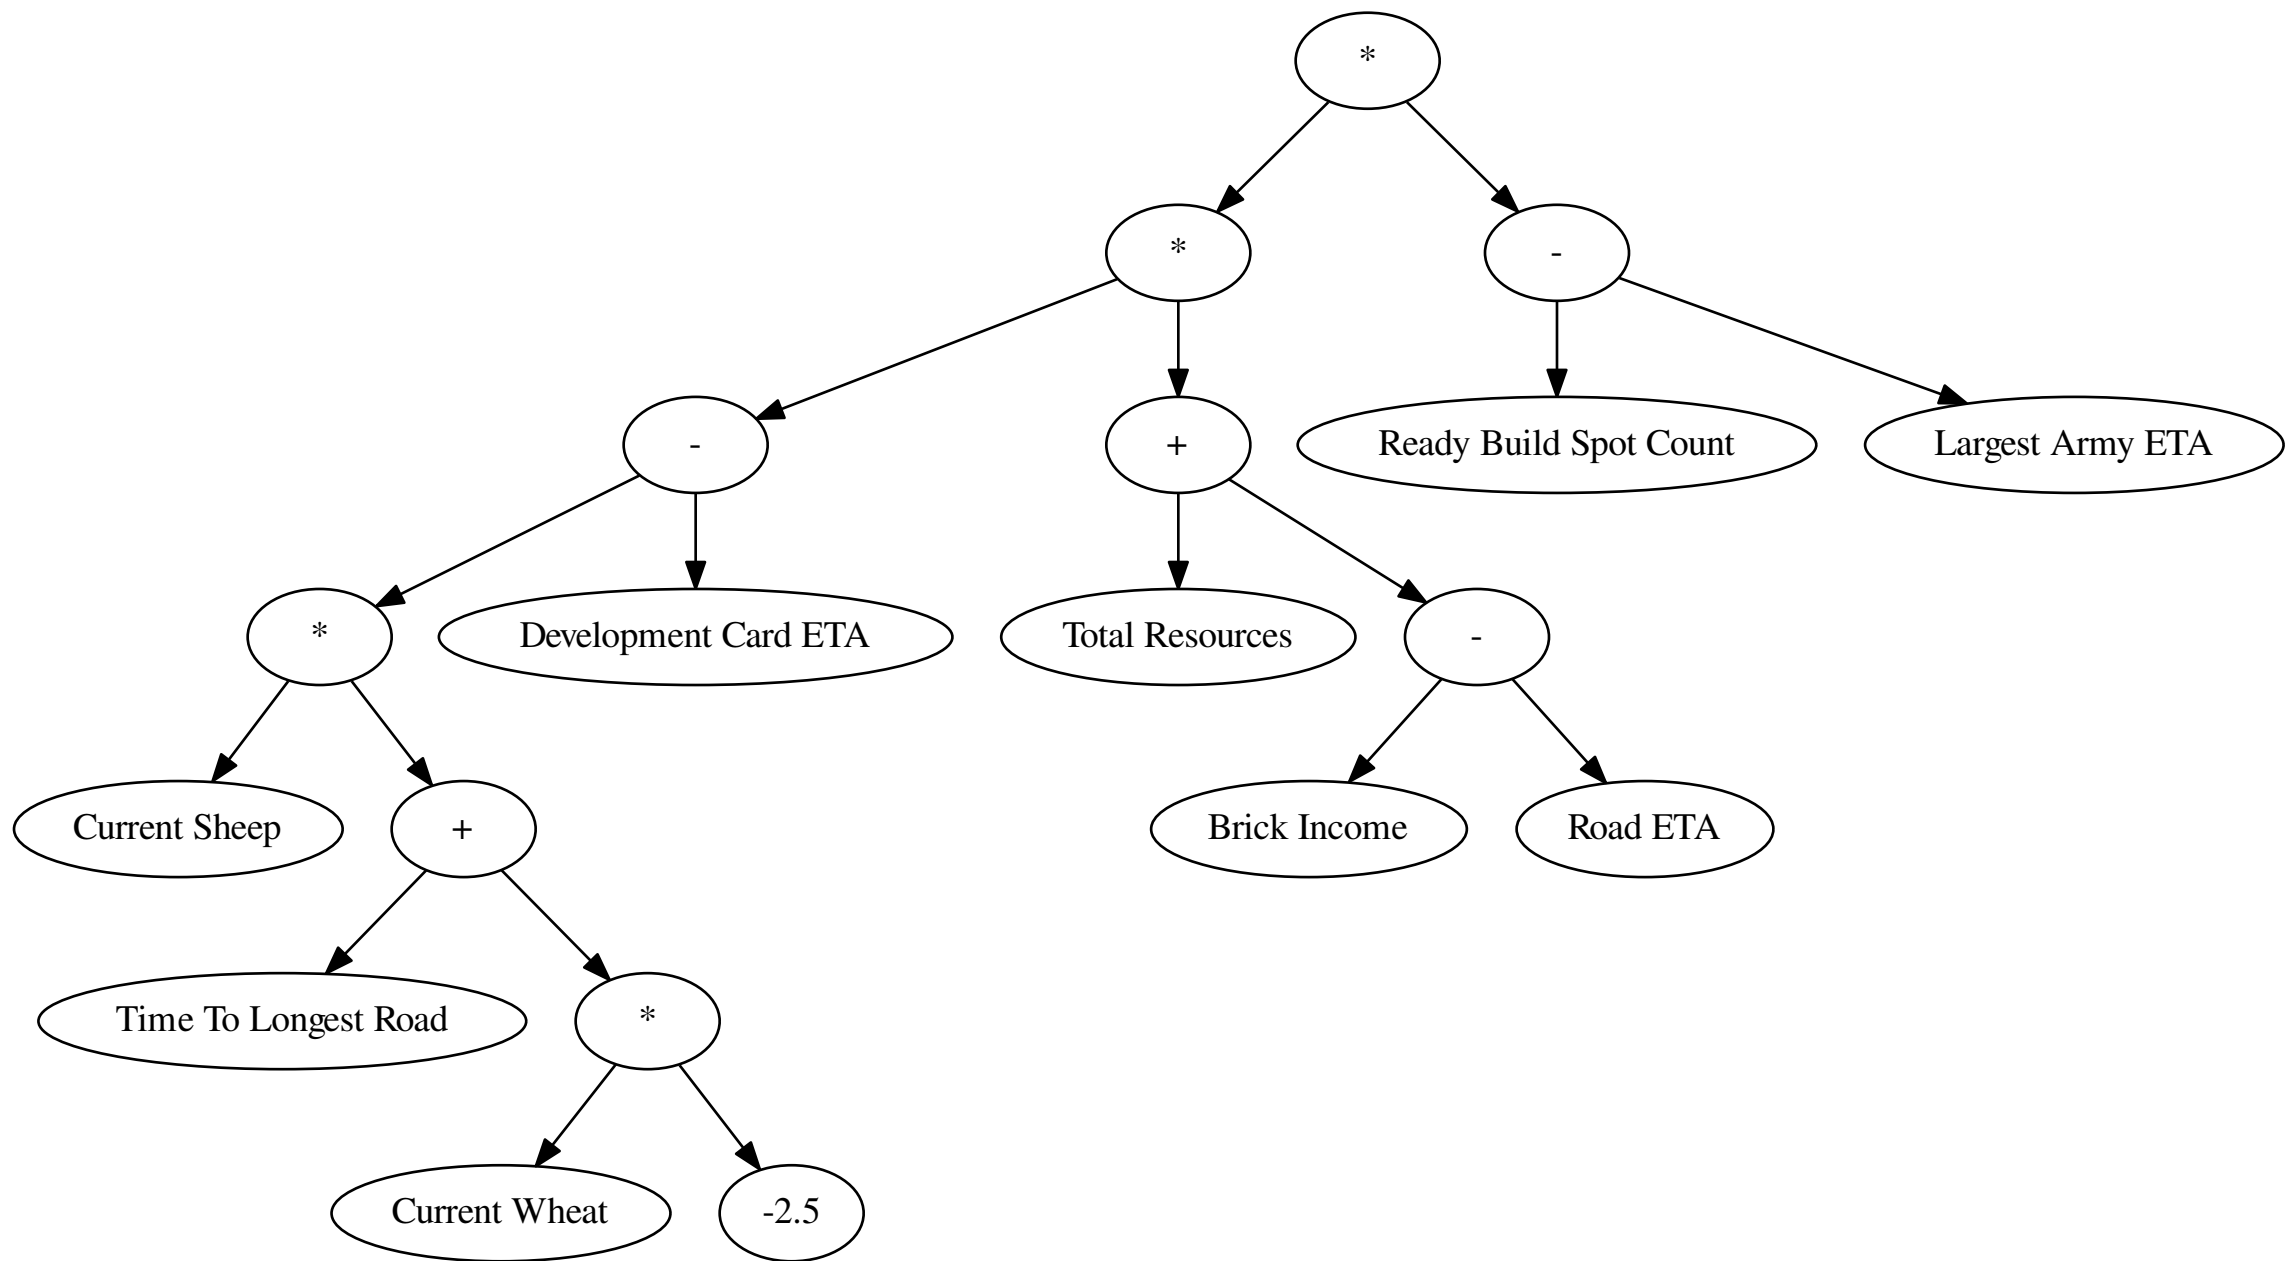 *
*
-
-
+
Ready Build Spot Count
Largest Army ETA
*
Development Card ETA
Total Resources
-
Current Sheep
+
Brick Income
Road ETA
Time To Longest Road
*
Current Wheat
-2.5